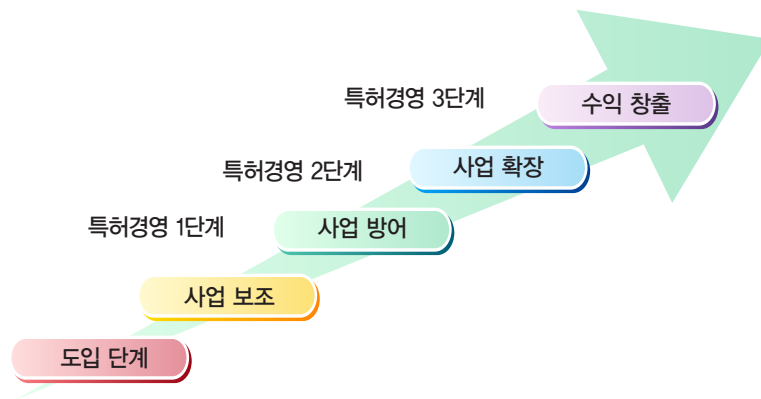 특허경영 3단계
수익 창출
특허경영 2단계
사업 확장
특허경영 1단계
사업 방어
사업 보조
도입 단계